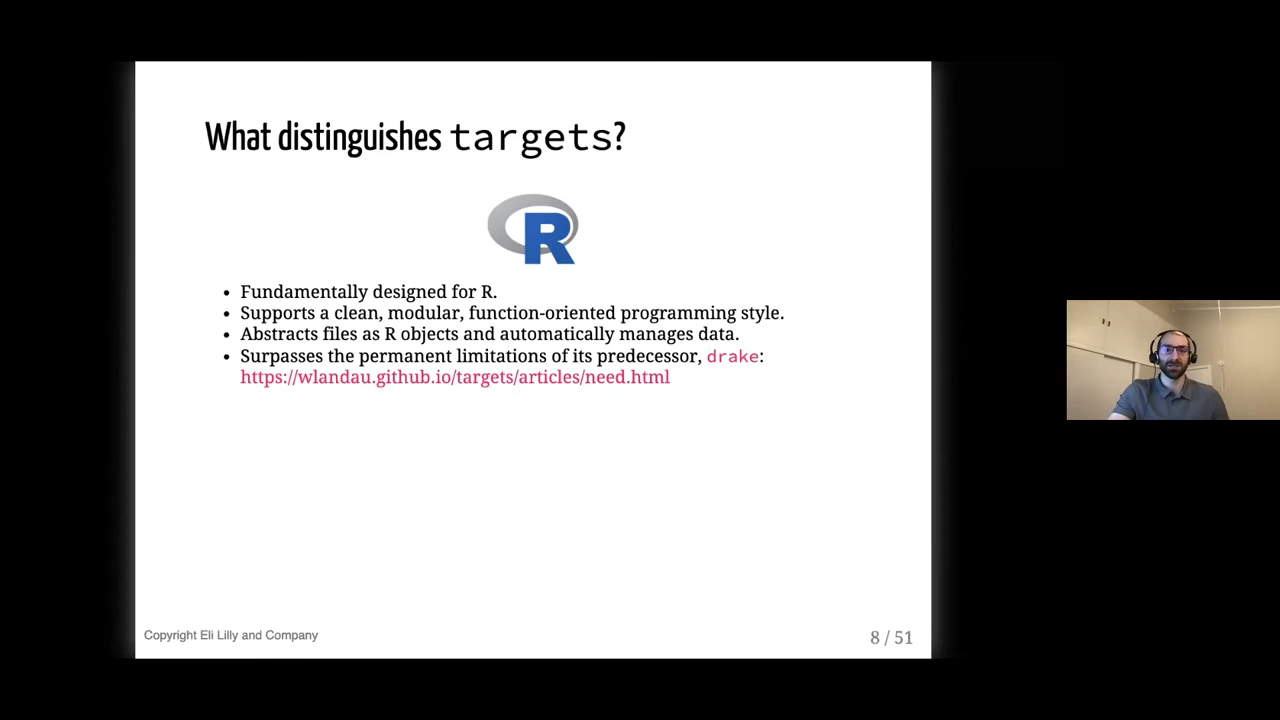 What distinguishes targets?
R
• Fundamentally designed for R.
• Supports a clean, modular, function-oriented programming style.
• Abstracts files as R objects and automatically manages data.
• Surpasses the permanent limitations of its predecessor, drake:
https://wlandau.github.io/targets/articles/need.html
Copyright Eli Lilly and Company
8 / 51